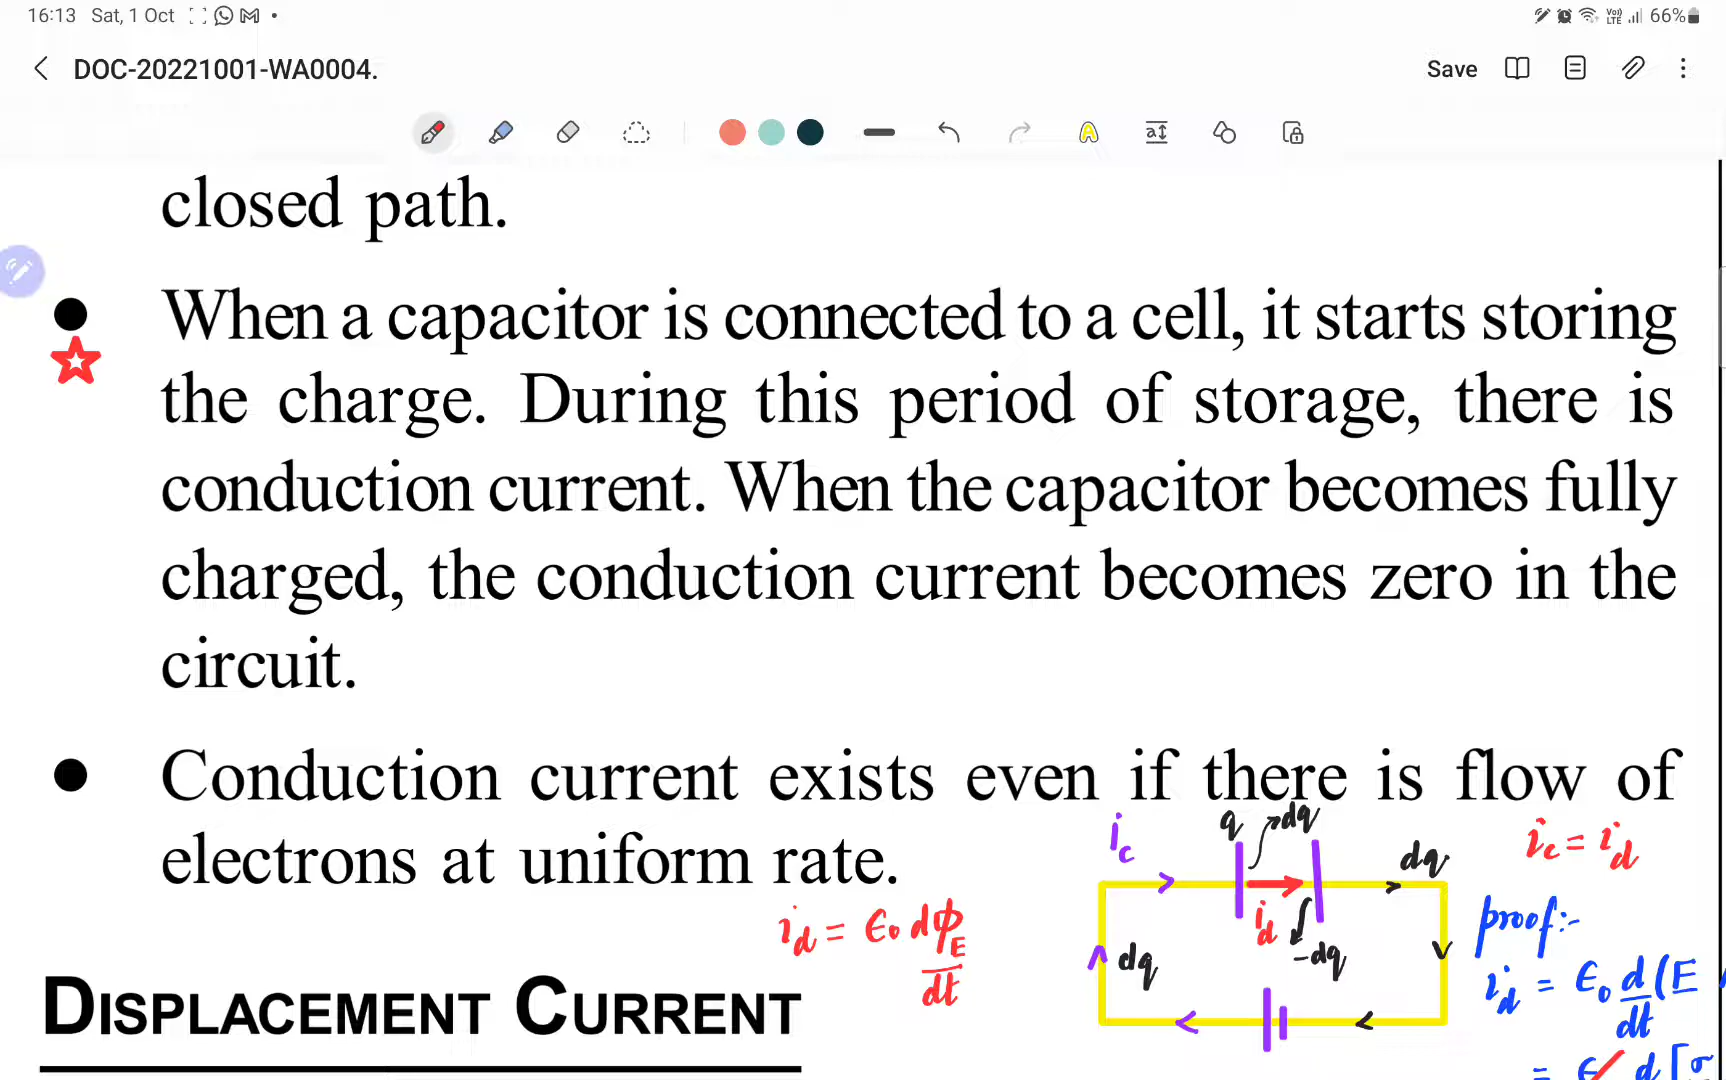 16:13 Sat, 1 Oct
66%
DOC-20221001-WA0004.
Save
closed path.
● When a capacitor is connected to a cell, it starts storing
the charge. During this period of storage, there is
conduction current. When the capacitor becomes fully
charged, the conduction current becomes zero in the
circuit.
● Conduction current exists even if there is flow of
electrons at uniform rate.
i_c q dq dq i_c = i_d
i_d = ϵ₀ dϕ_E/dt
i_d -dq dq
proof:-
i_d = ϵ₀ d/dt (E
DISPLACEMENT CURRENT